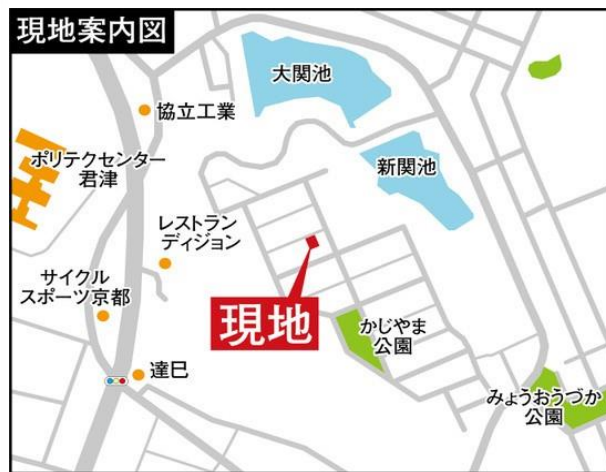 現地案内図
大関池
協立工業
ポリテクセンター
君津
新関池
レストラン
ディジョン
サイクル
スポーツ京都
現地
かじやま
公園
達巳
みょうおうづか
公園